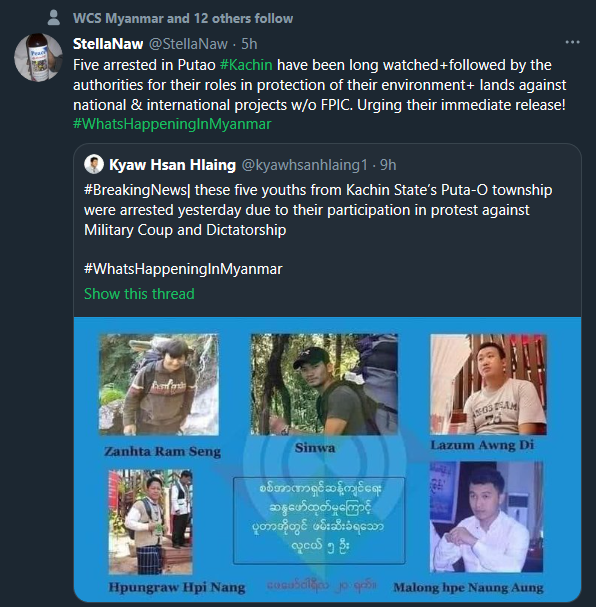 WCS Myanmar and 12 others follow
StellaNaw @StellaNaw · 5h
Five arrested in Putao #Kachin have been long watched+followed by the
authorities for their roles in protection of their environment+ lands against
national & international projects w/o FPIC. Urging their immediate release!
#WhatsHappeningInMyanmar
Kyaw Hsan Hlaing @kyawhsanhlaing1 · 9h
#BreakingNews| these five youths from Kachin State's Puta-O township
were arrested yesterday due to their participation in protest against
Military Coup and Dictatorship
#WhatsHappeningInMyanmar
Show this thread
Zanhta Ram Seng
Sinwa
Lazum Awng Di
စစ်အာဏာရှင်ဆန့်ကျင်ရေး
ဆန္ဒဖော်ထုတ်မှုကြောင့်
ပူတာအိုတွင် ဖမ်းဆီးခံရသော
လူငယ် ၅ ဦး
Hpungraw Hpi Nang
ဖေဖော်ဝါရီလ ၂၀ ရက်။
Malong hpe Naung Aung